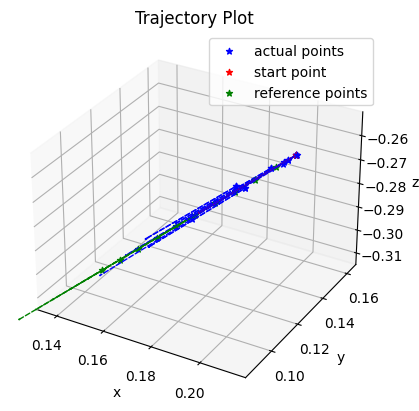 Trajectory Plot
actual points
start point
reference points
−0.26
−0.27
−0.28
z
−0.29
−0.30
−0.31
0.16
0.14
y
0.12
0.10
0.14
0.16
0.18
0.20
x